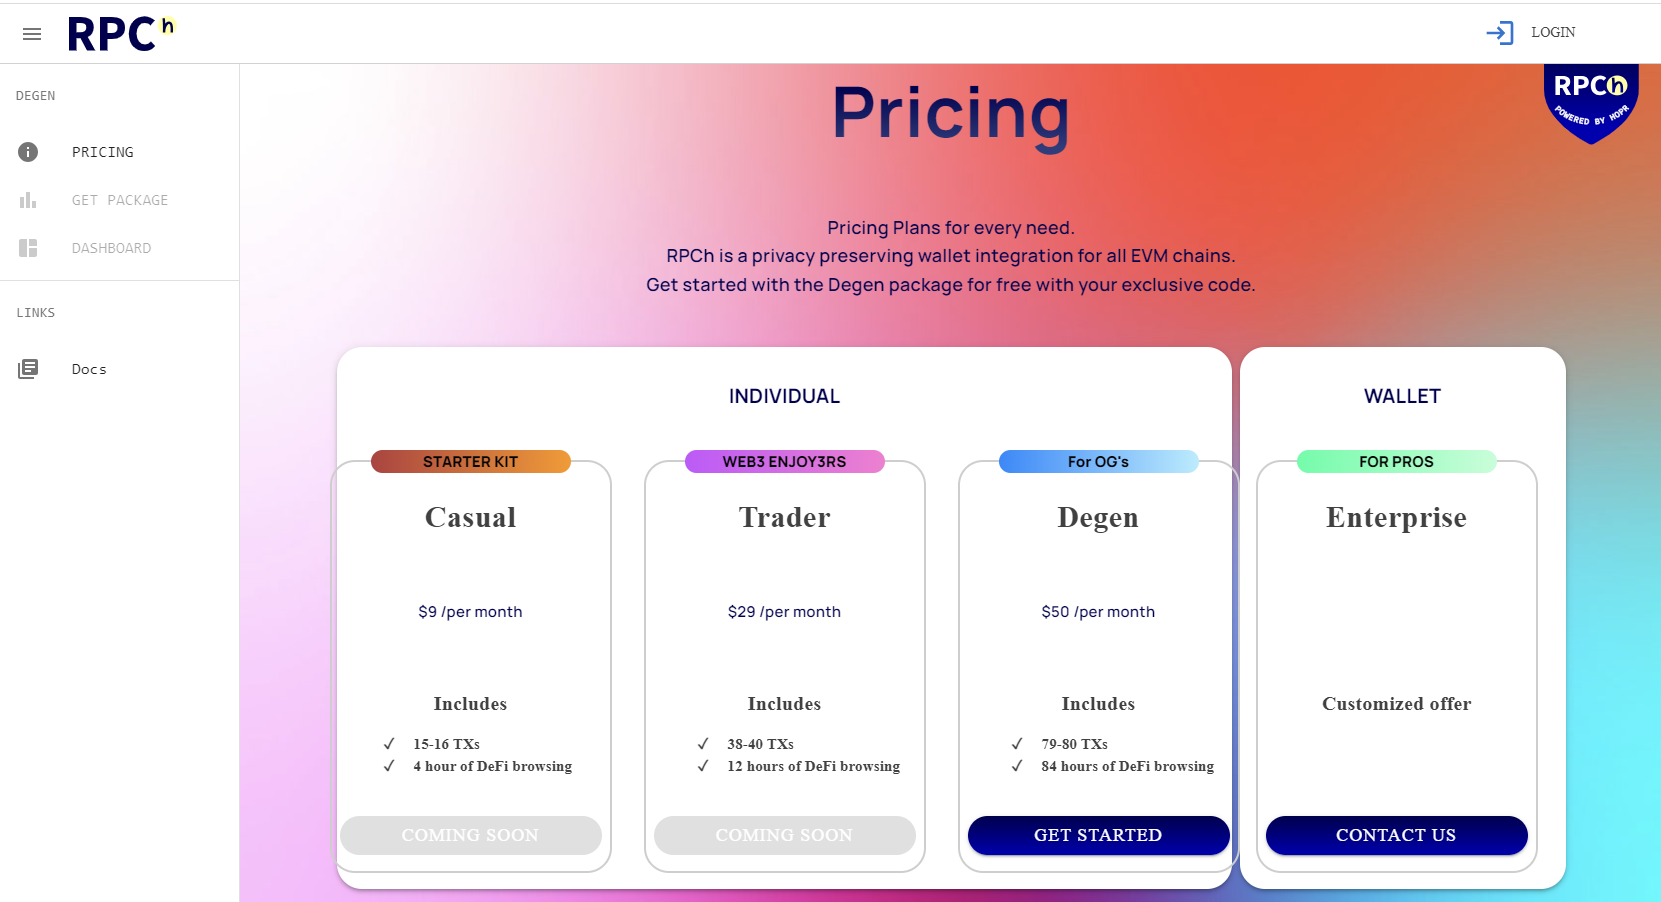 RPCh
LOGIN
DEGEN
PRICING
GET PACKAGE
DASHBOARD
LINKS
Docs
Pricing
RPCh
POWERED BY HOPR
Pricing Plans for every need.
RPCh is a privacy preserving wallet integration for all EVM chains.
Get started with the Degen package for free with your exclusive code.
INDIVIDUAL
STARTER KIT
Casual
$9 /per month
Includes
15-16 TXs
4 hour of DeFi browsing
COMING SOON
WEB3 ENJOY3RS
Trader
$29 /per month
Includes
38-40 TXs
12 hours of DeFi browsing
COMING SOON
For OG's
Degen
$50 /per month
Includes
79-80 TXs
84 hours of DeFi browsing
GET STARTED
WALLET
FOR PROS
Enterprise
Customized offer
CONTACT US